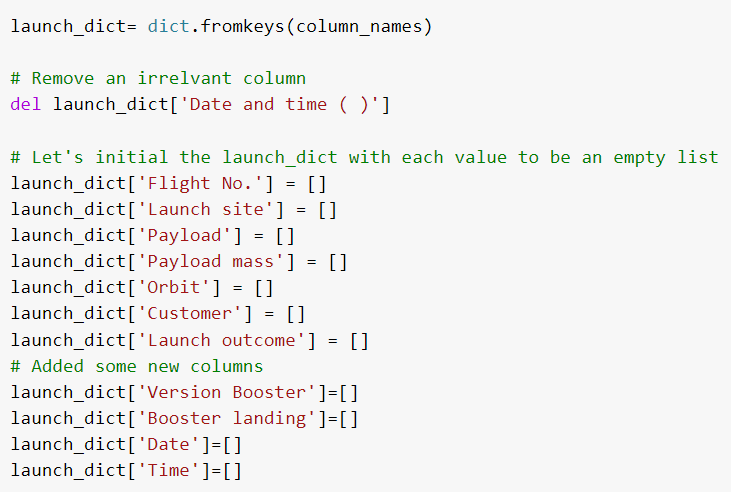 launch_dict= dict.fromkeys(column_names)
# Remove an irrelvant column
del launch_dict['Date and time ( )']
# Let's initial the launch_dict with each value to be an empty list
launch_dict['Flight No.'] = []
launch_dict['Launch site'] = []
launch_dict['Payload'] = []
launch_dict['Payload mass'] = []
launch_dict['Orbit'] = []
launch_dict['Customer'] = []
launch_dict['Launch outcome'] = []
# Added some new columns
launch_dict['Version Booster']=[]
launch_dict['Booster landing']=[]
launch_dict['Date']=[]
launch_dict['Time']=[]